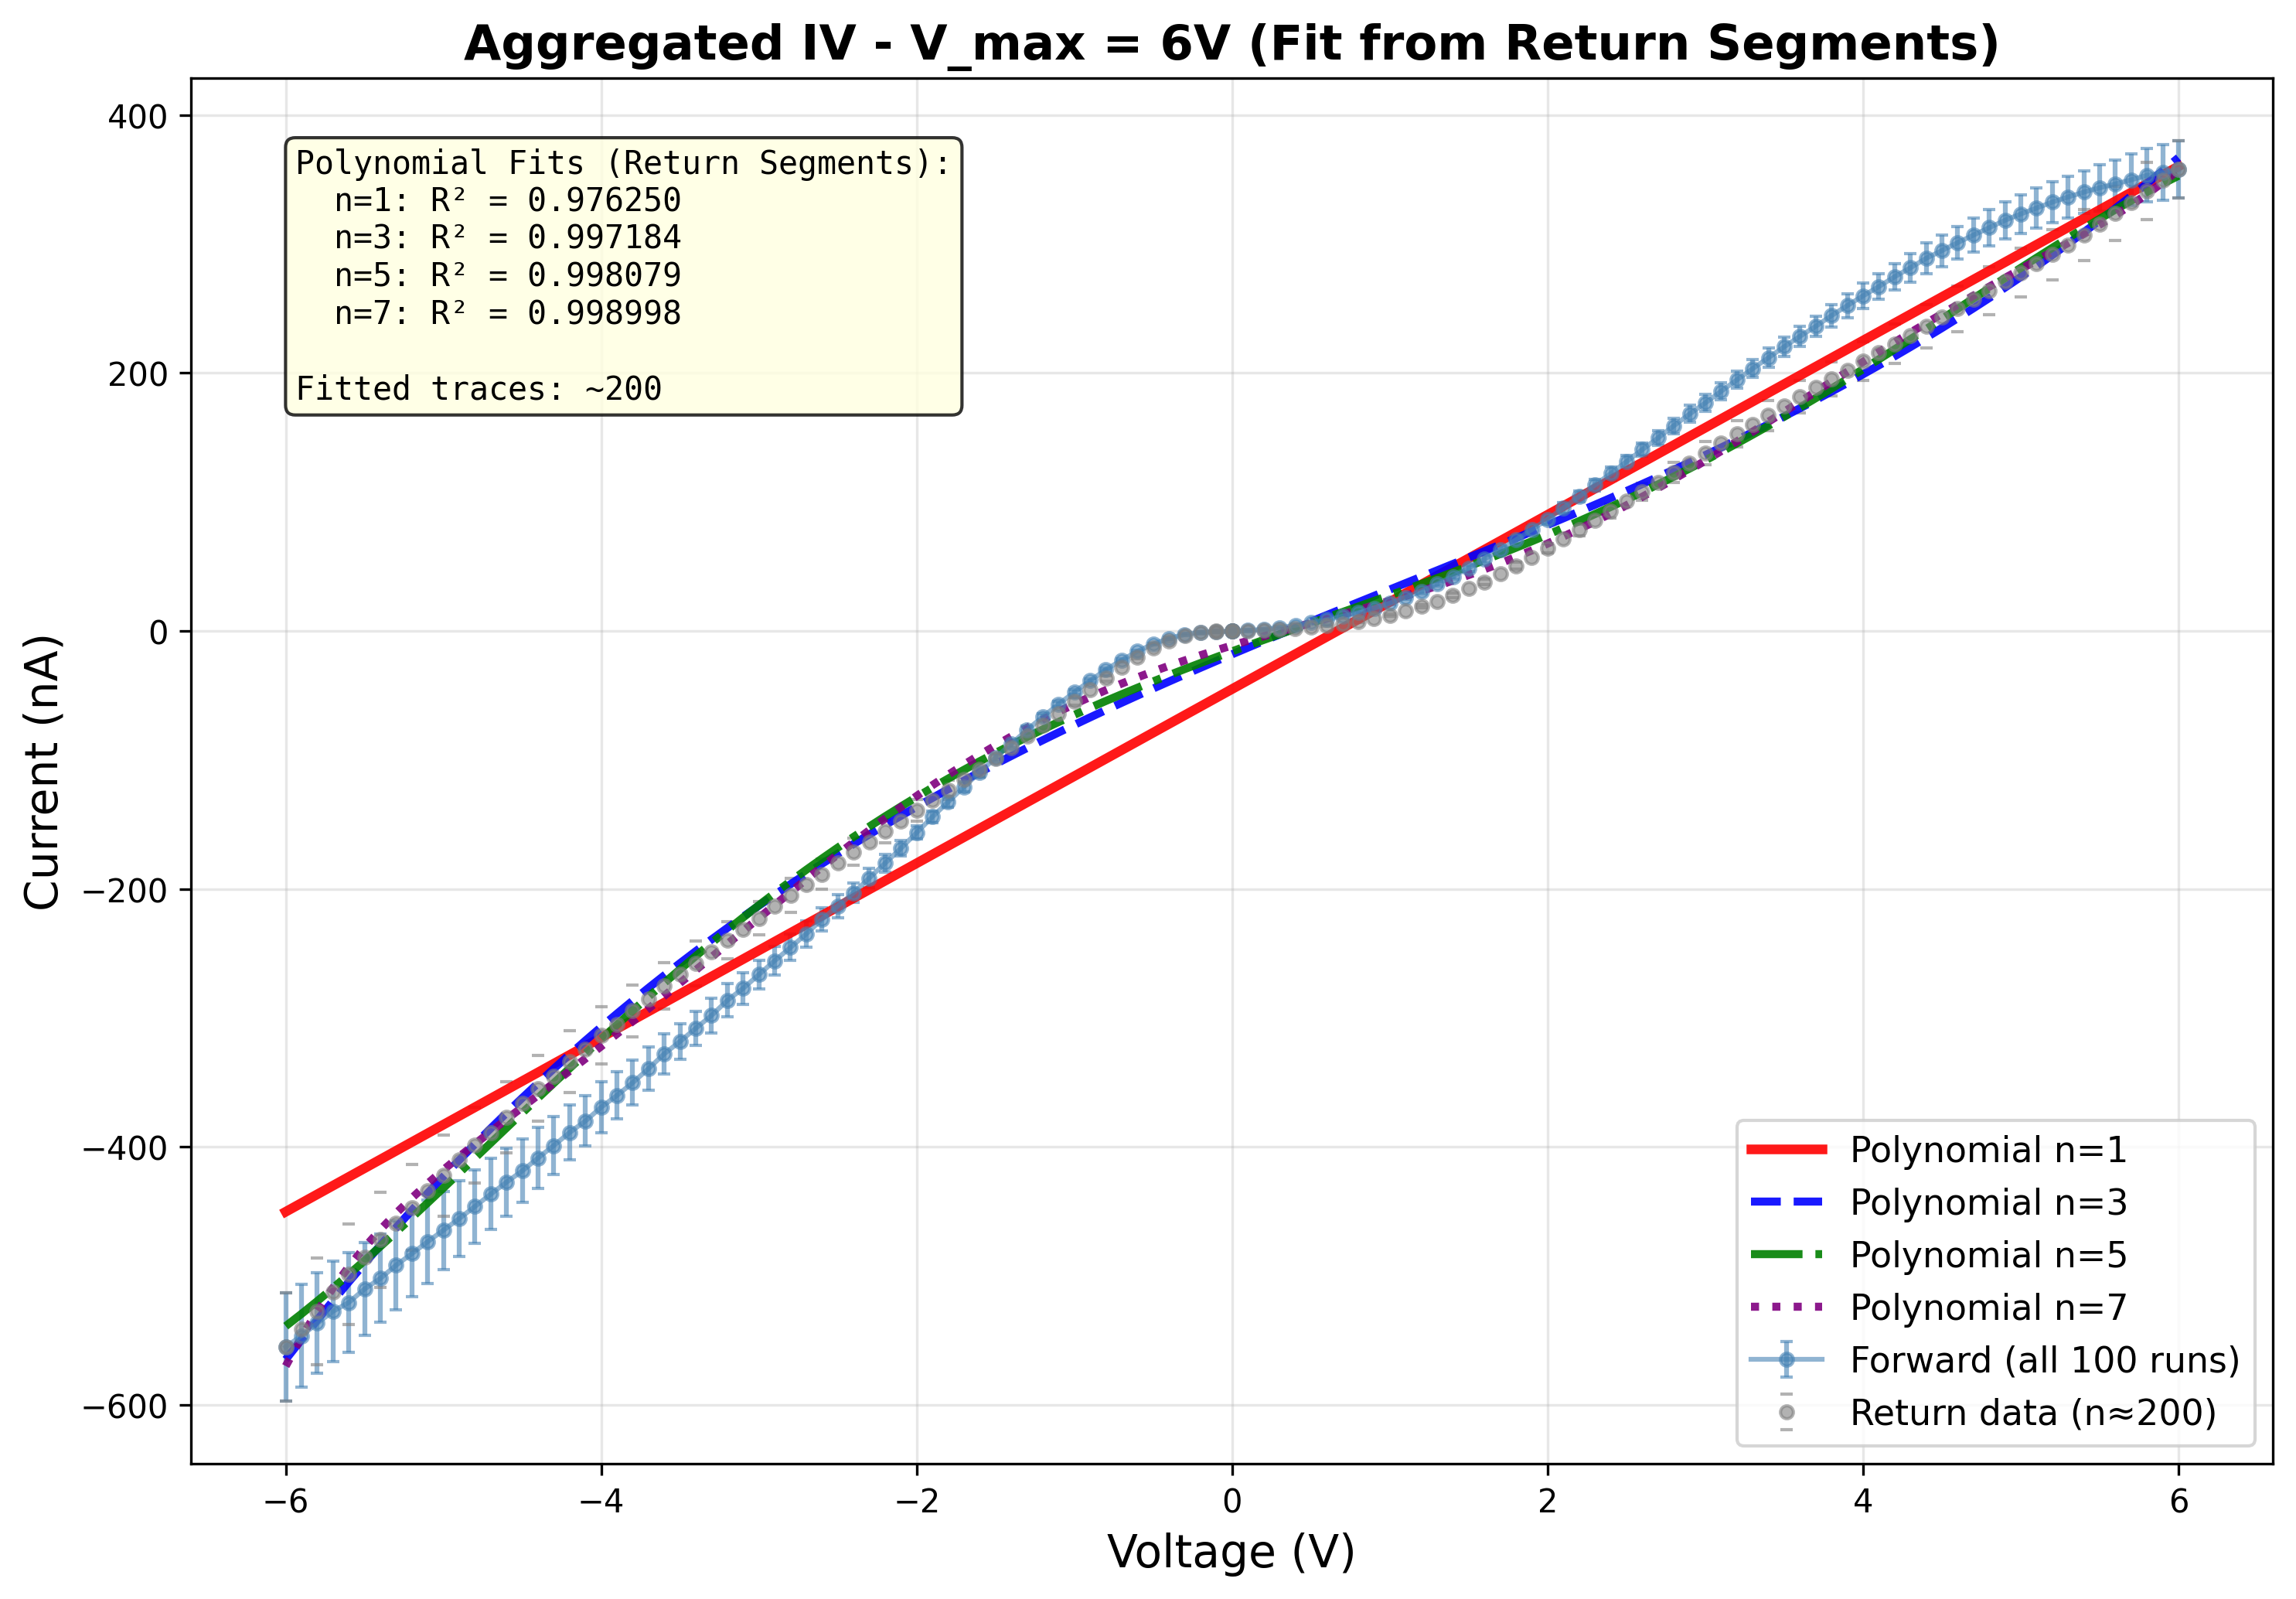 Aggregated IV - V_max = 6V (Fit from Return Segments)
Polynomial Fits (Return Segments):
n=1: R² = 0.976250
n=3: R² = 0.997184
n=5: R² = 0.998079
n=7: R² = 0.998998
Fitted traces: ~200
400
200
0
−200
−400
−600
Current (nA)
Polynomial n=1
Polynomial n=3
Polynomial n=5
Polynomial n=7
Forward (all 100 runs)
Return data (n≈200)
−6
−4
−2
0
2
4
6
Voltage (V)